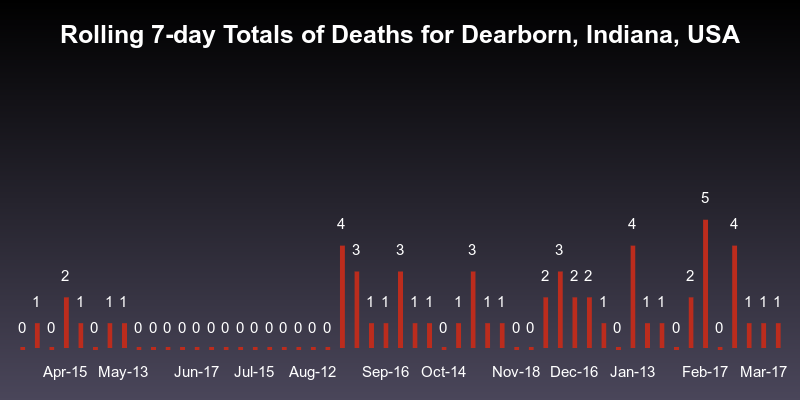 Rolling 7-day Totals of Deaths for Dearborn, Indiana, USA
5
4 4 4
3 3 3 3
2 2 2 2 2
1 1 1 1 1 1 1 1 1 1 1 1 1 1 1 1 1
0 0 0 0 0 0 0 0 0 0 0 0 0 0 0 0 0 0 0 0 0 0 0
Apr-15 May-13 Jun-17 Jul-15 Aug-12 Sep-16 Oct-14 Nov-18 Dec-16 Jan-13 Feb-17 Mar-17